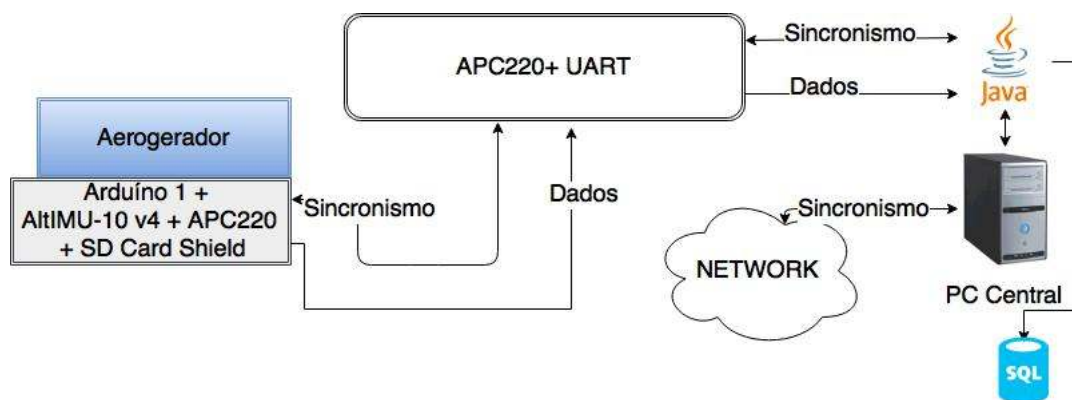 APC220+ UART
Sincronismo
Dados
Java
Aerogerador
Arduíno 1 +
AltIMU-10 v4 + APC220
+ SD Card Shield
Sincronismo
Dados
Sincronismo
NETWORK
PC Central
SQL